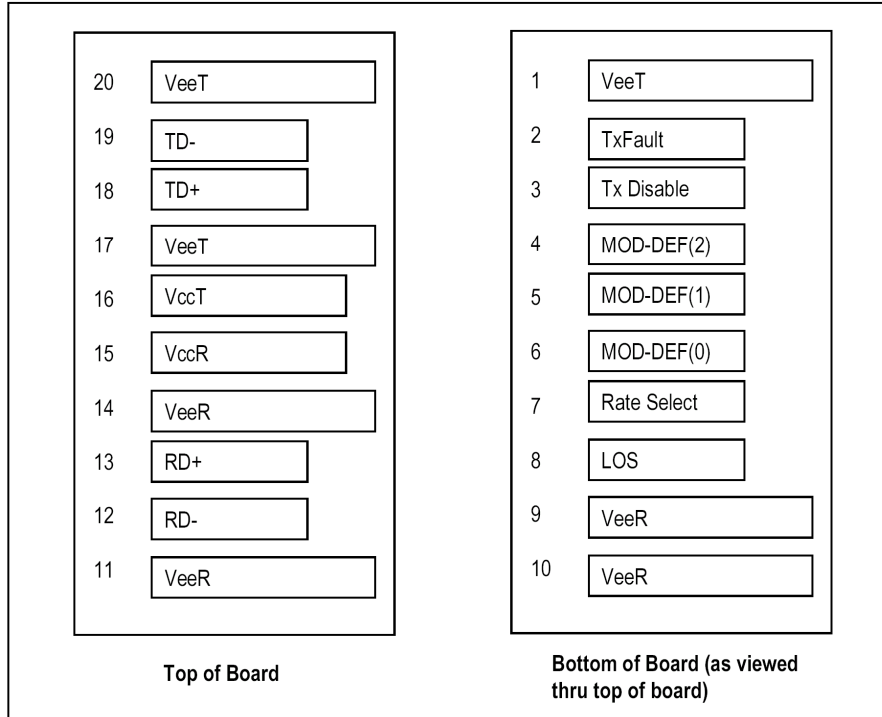 20 VeeT
19 TD-
18 TD+
17 VeeT
16 VccT
15 VccR
14 VeeR
13 RD+
12 RD-
11 VeeR
Top of Board
1 VeeT
2 TxFault
3 Tx Disable
4 MOD-DEF(2)
5 MOD-DEF(1)
6 MOD-DEF(0)
7 Rate Select
8 LOS
9 VeeR
10 VeeR
Bottom of Board (as viewed
thru top of board)